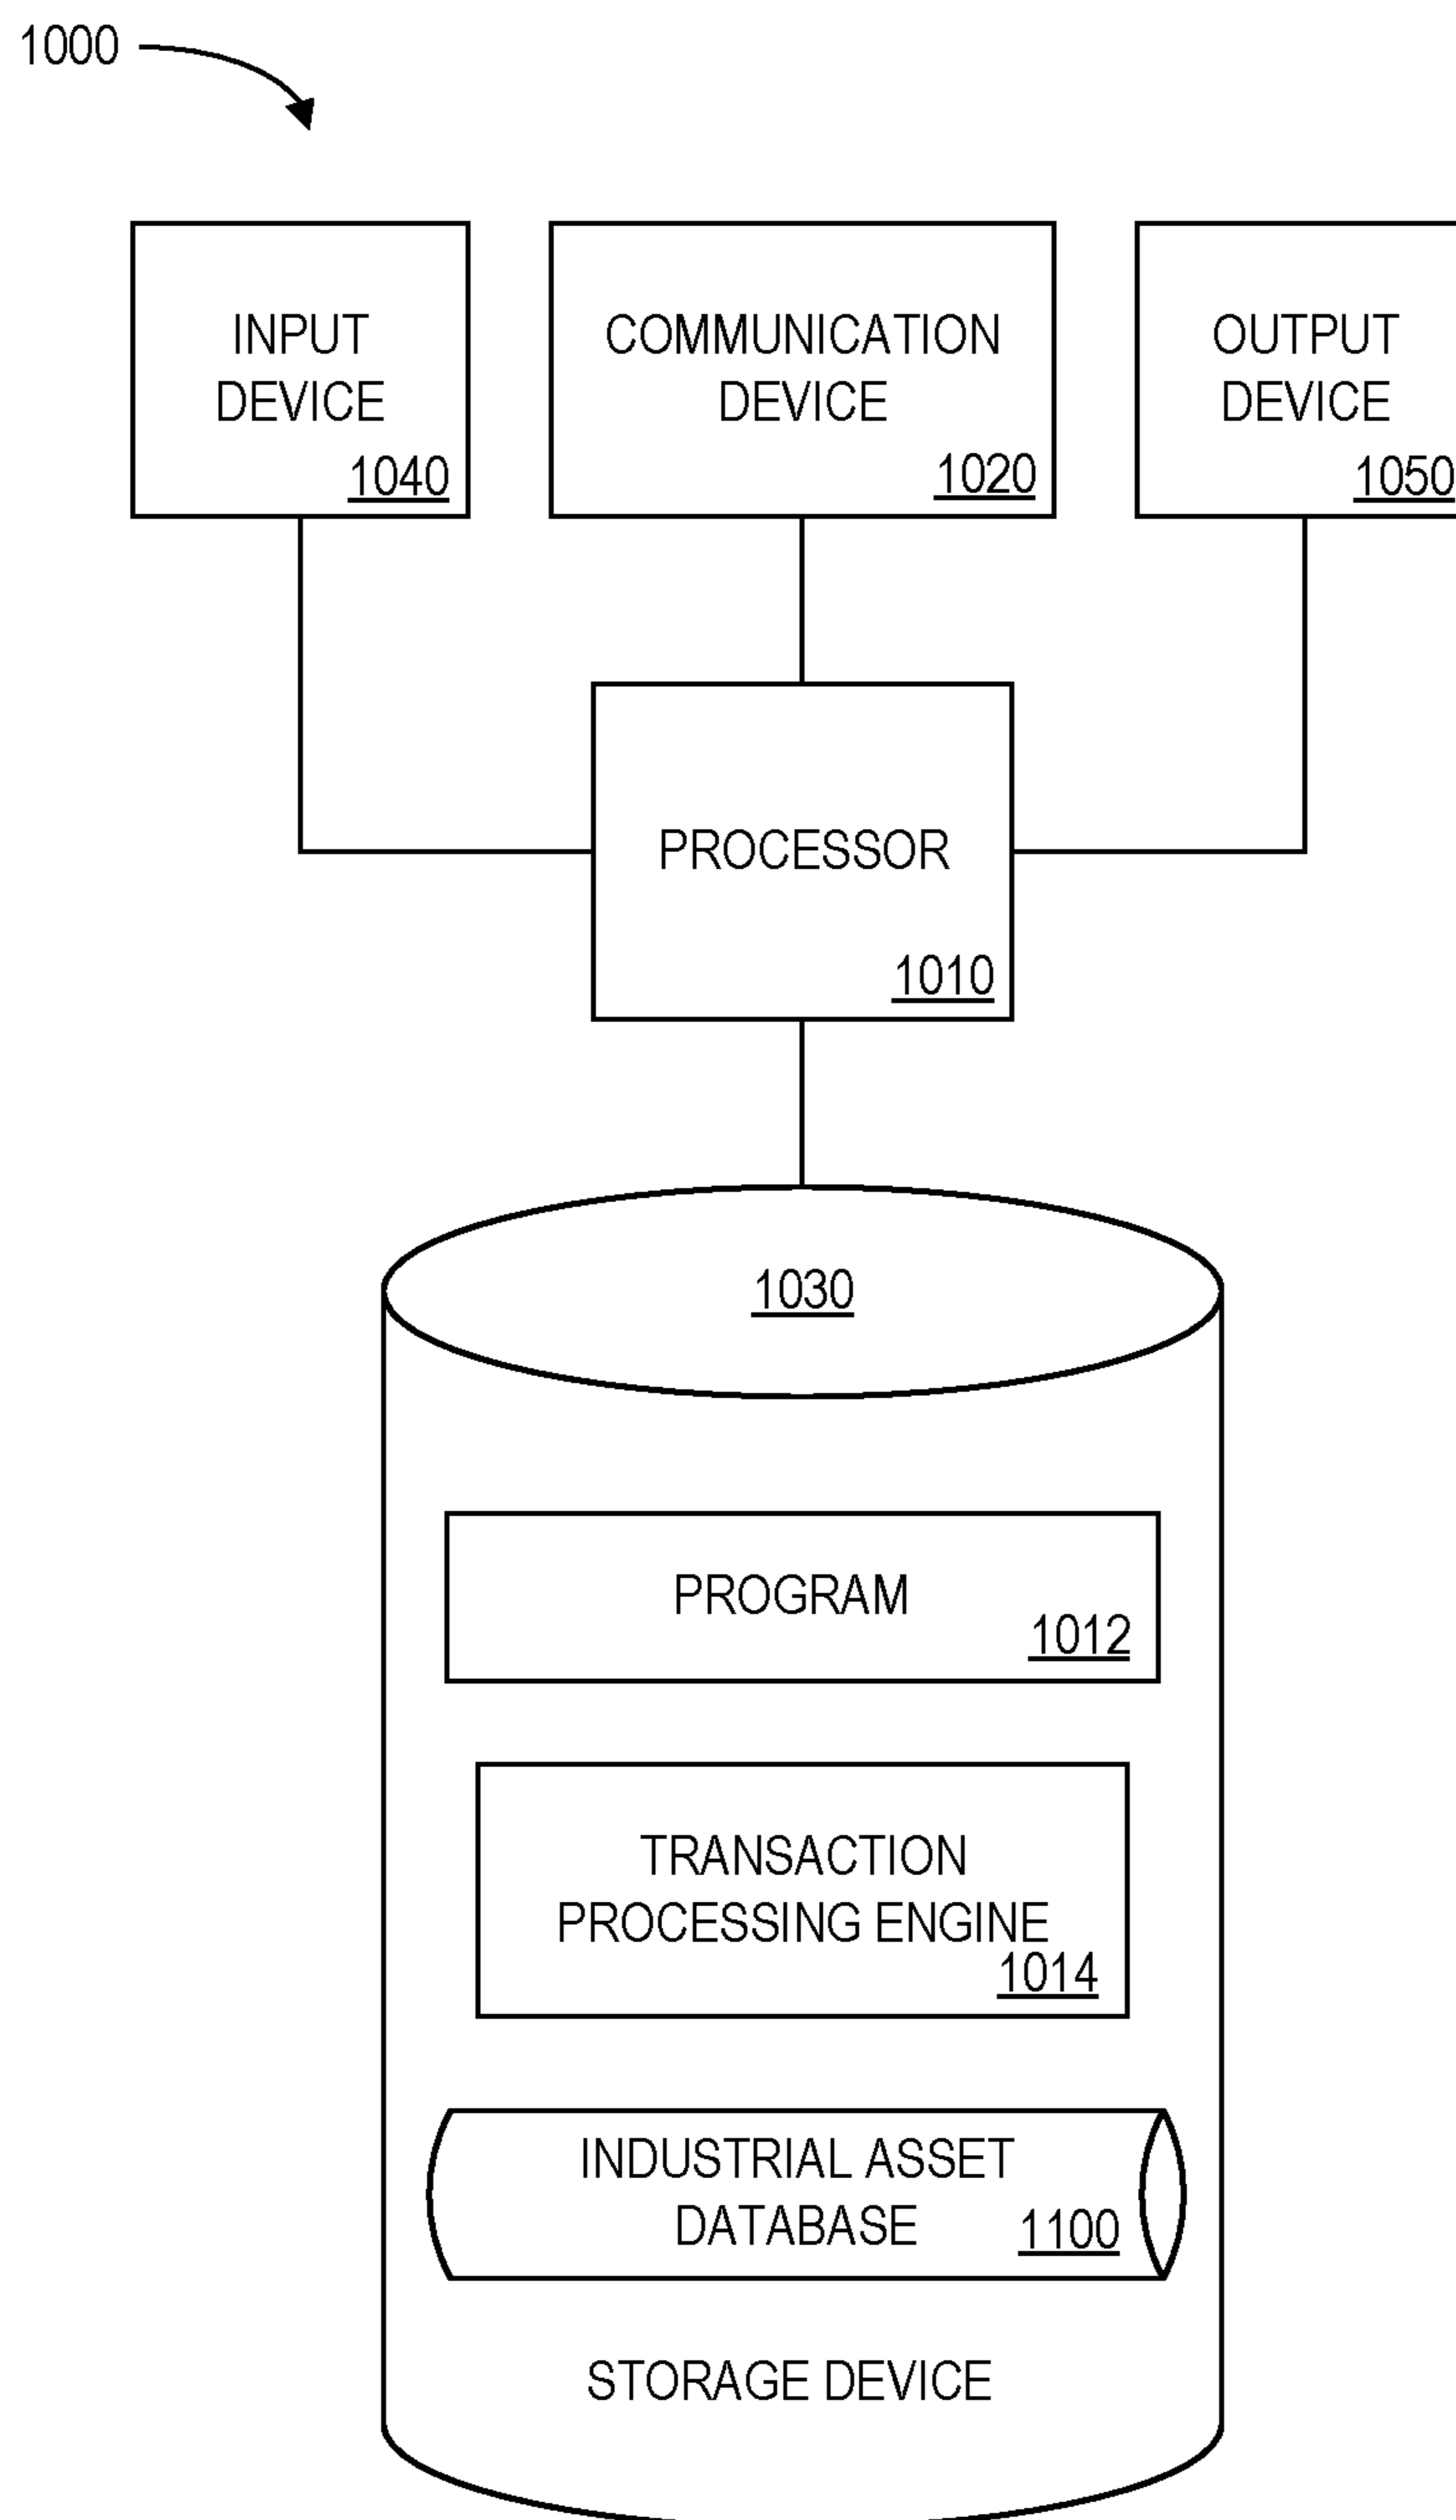 1000
INPUT
DEVICE
1040
COMMUNICATION
DEVICE
1020
OUTPUT
DEVICE
1050
PROCESSOR
1010
1030
PROGRAM
1012
TRANSACTION
PROCESSING ENGINE
1014
INDUSTRIAL ASSET
DATABASE
1100
STORAGE DEVICE